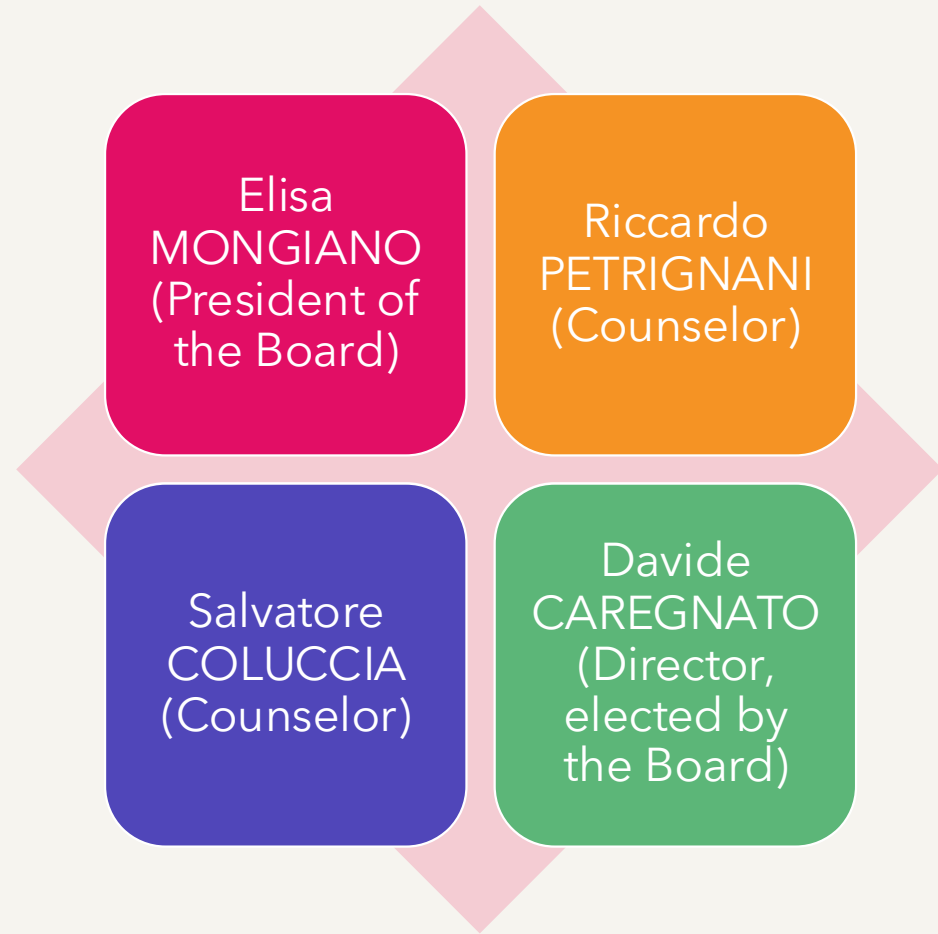 Elisa
MONGIANO
(President of
the Board)
Riccardo
PETRIGNANI
(Counselor)
Salvatore
COLUCCIA
(Counselor)
Davide
CAREGNATO
(Director,
elected by
the Board)